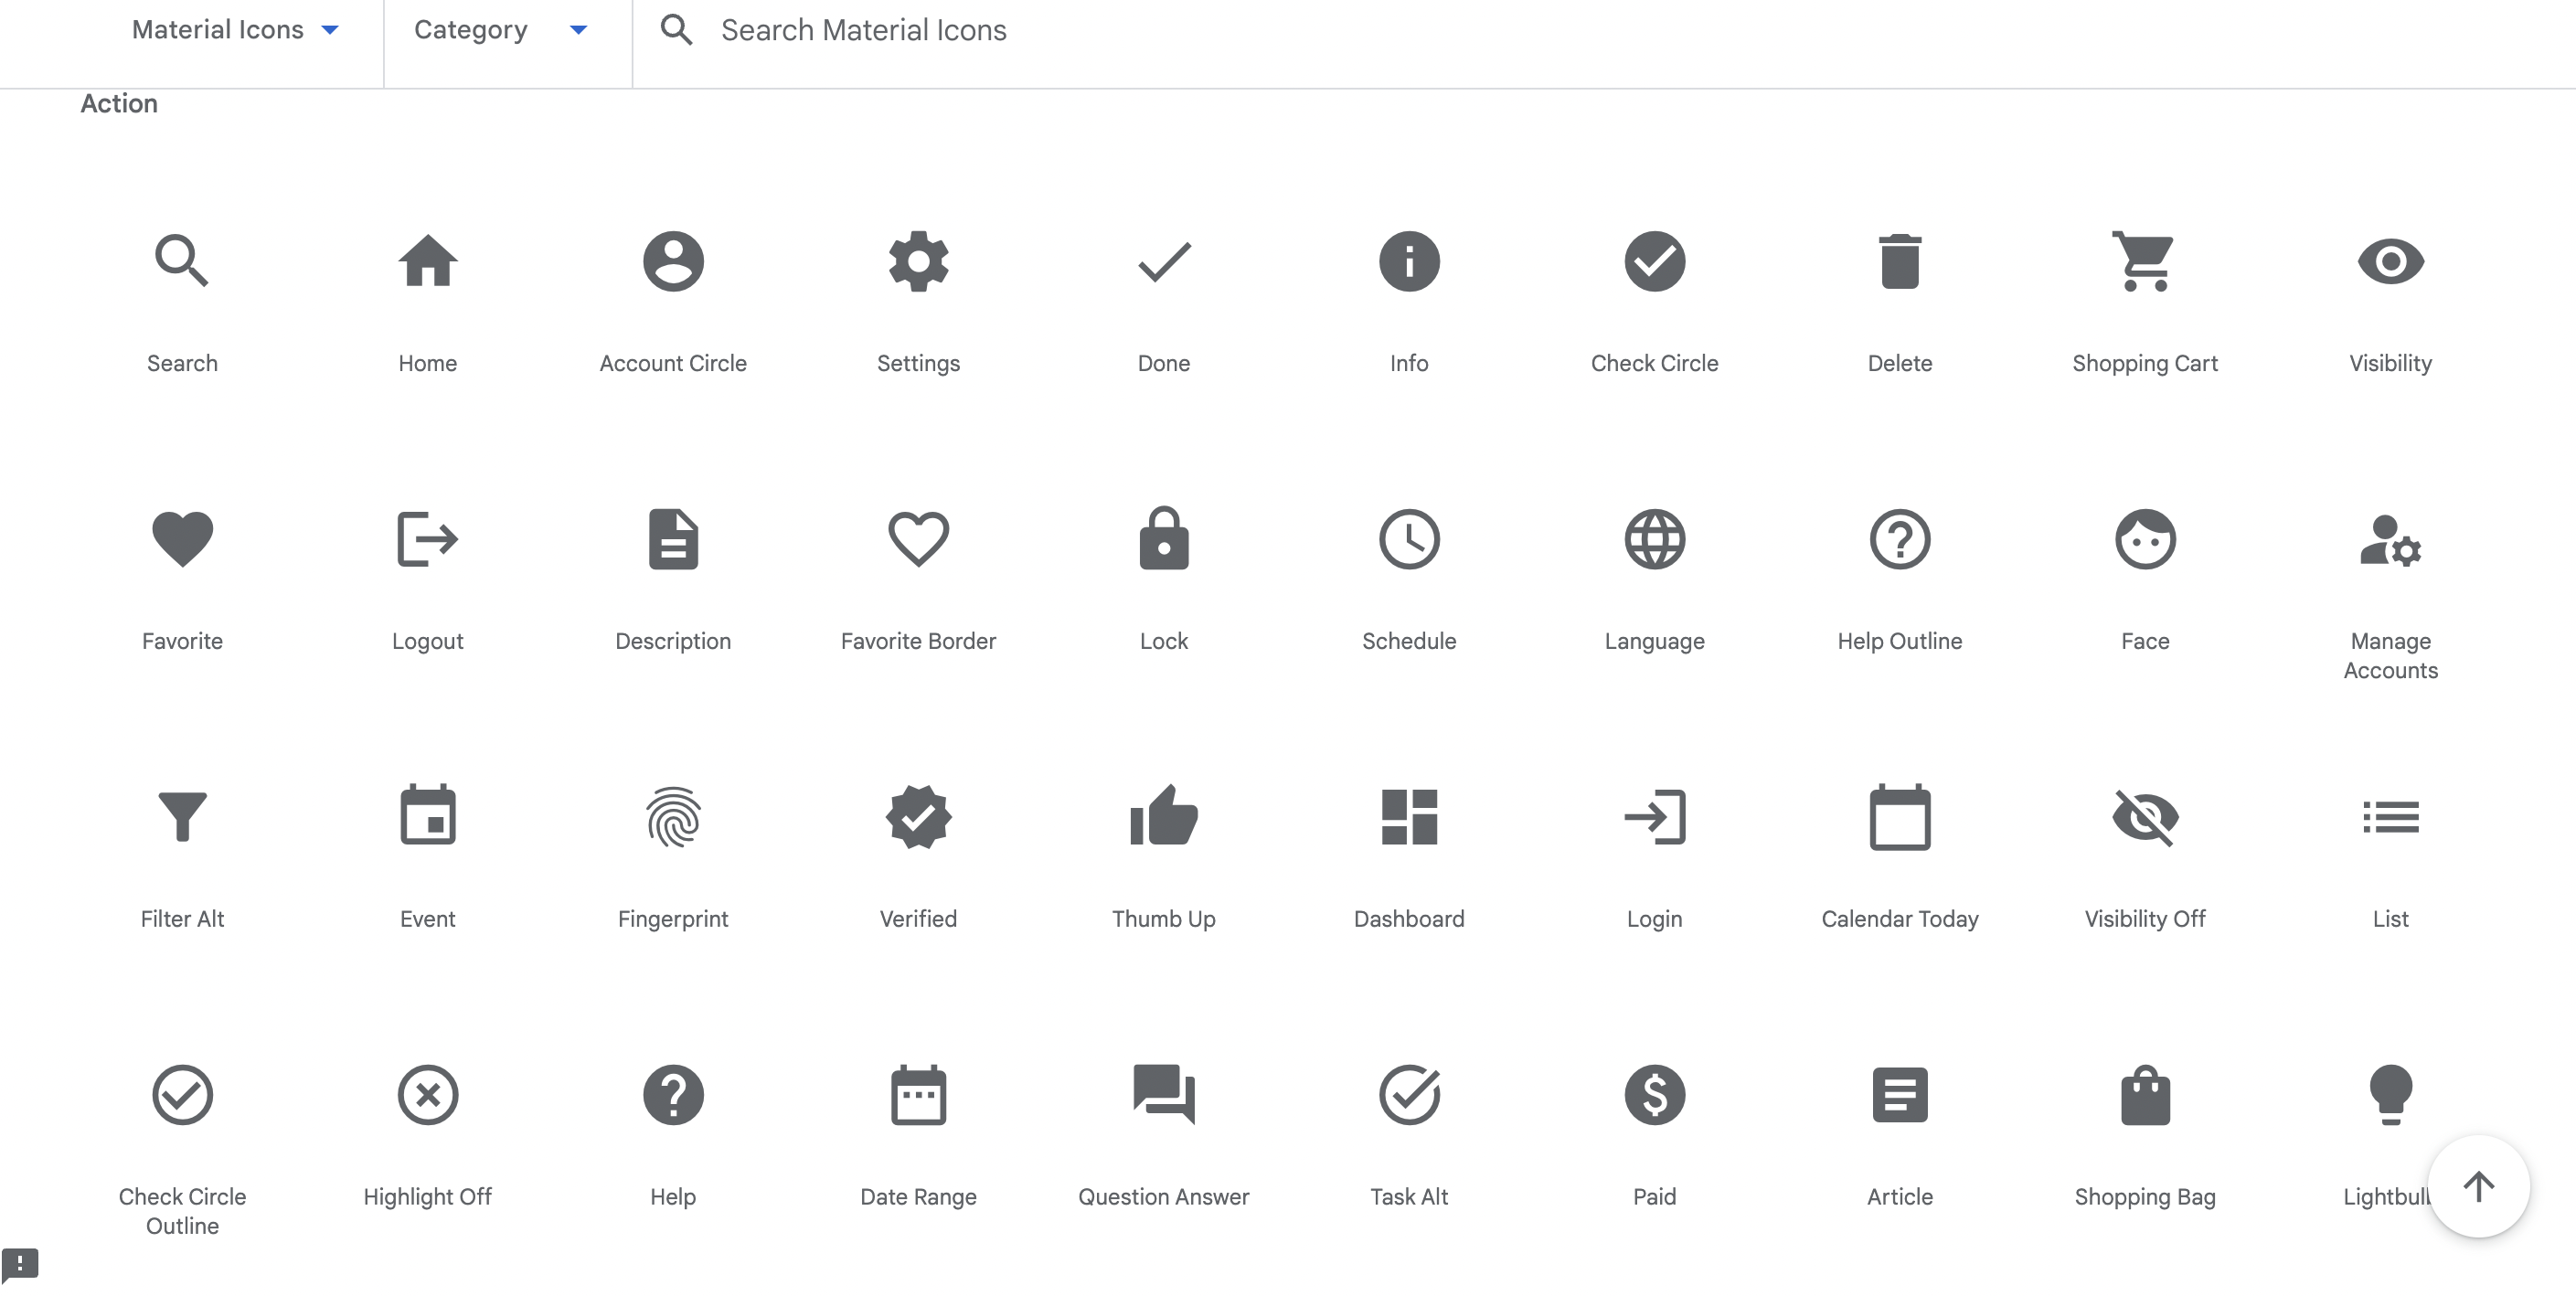 Material Icons
Category
Search Material Icons
Action
Search
Home
Account Circle
Settings
Done
Info
Check Circle
Delete
Shopping Cart
Visibility
Favorite
Logout
Description
Favorite Border
Lock
Schedule
Language
Help Outline
Face
Manage
Accounts
Filter Alt
Event
Fingerprint
Verified
Thumb Up
Dashboard
Login
Calendar Today
Visibility Off
List
Check Circle
Outline
Highlight Off
Help
Date Range
Question Answer
Task Alt
Paid
Article
Shopping Bag